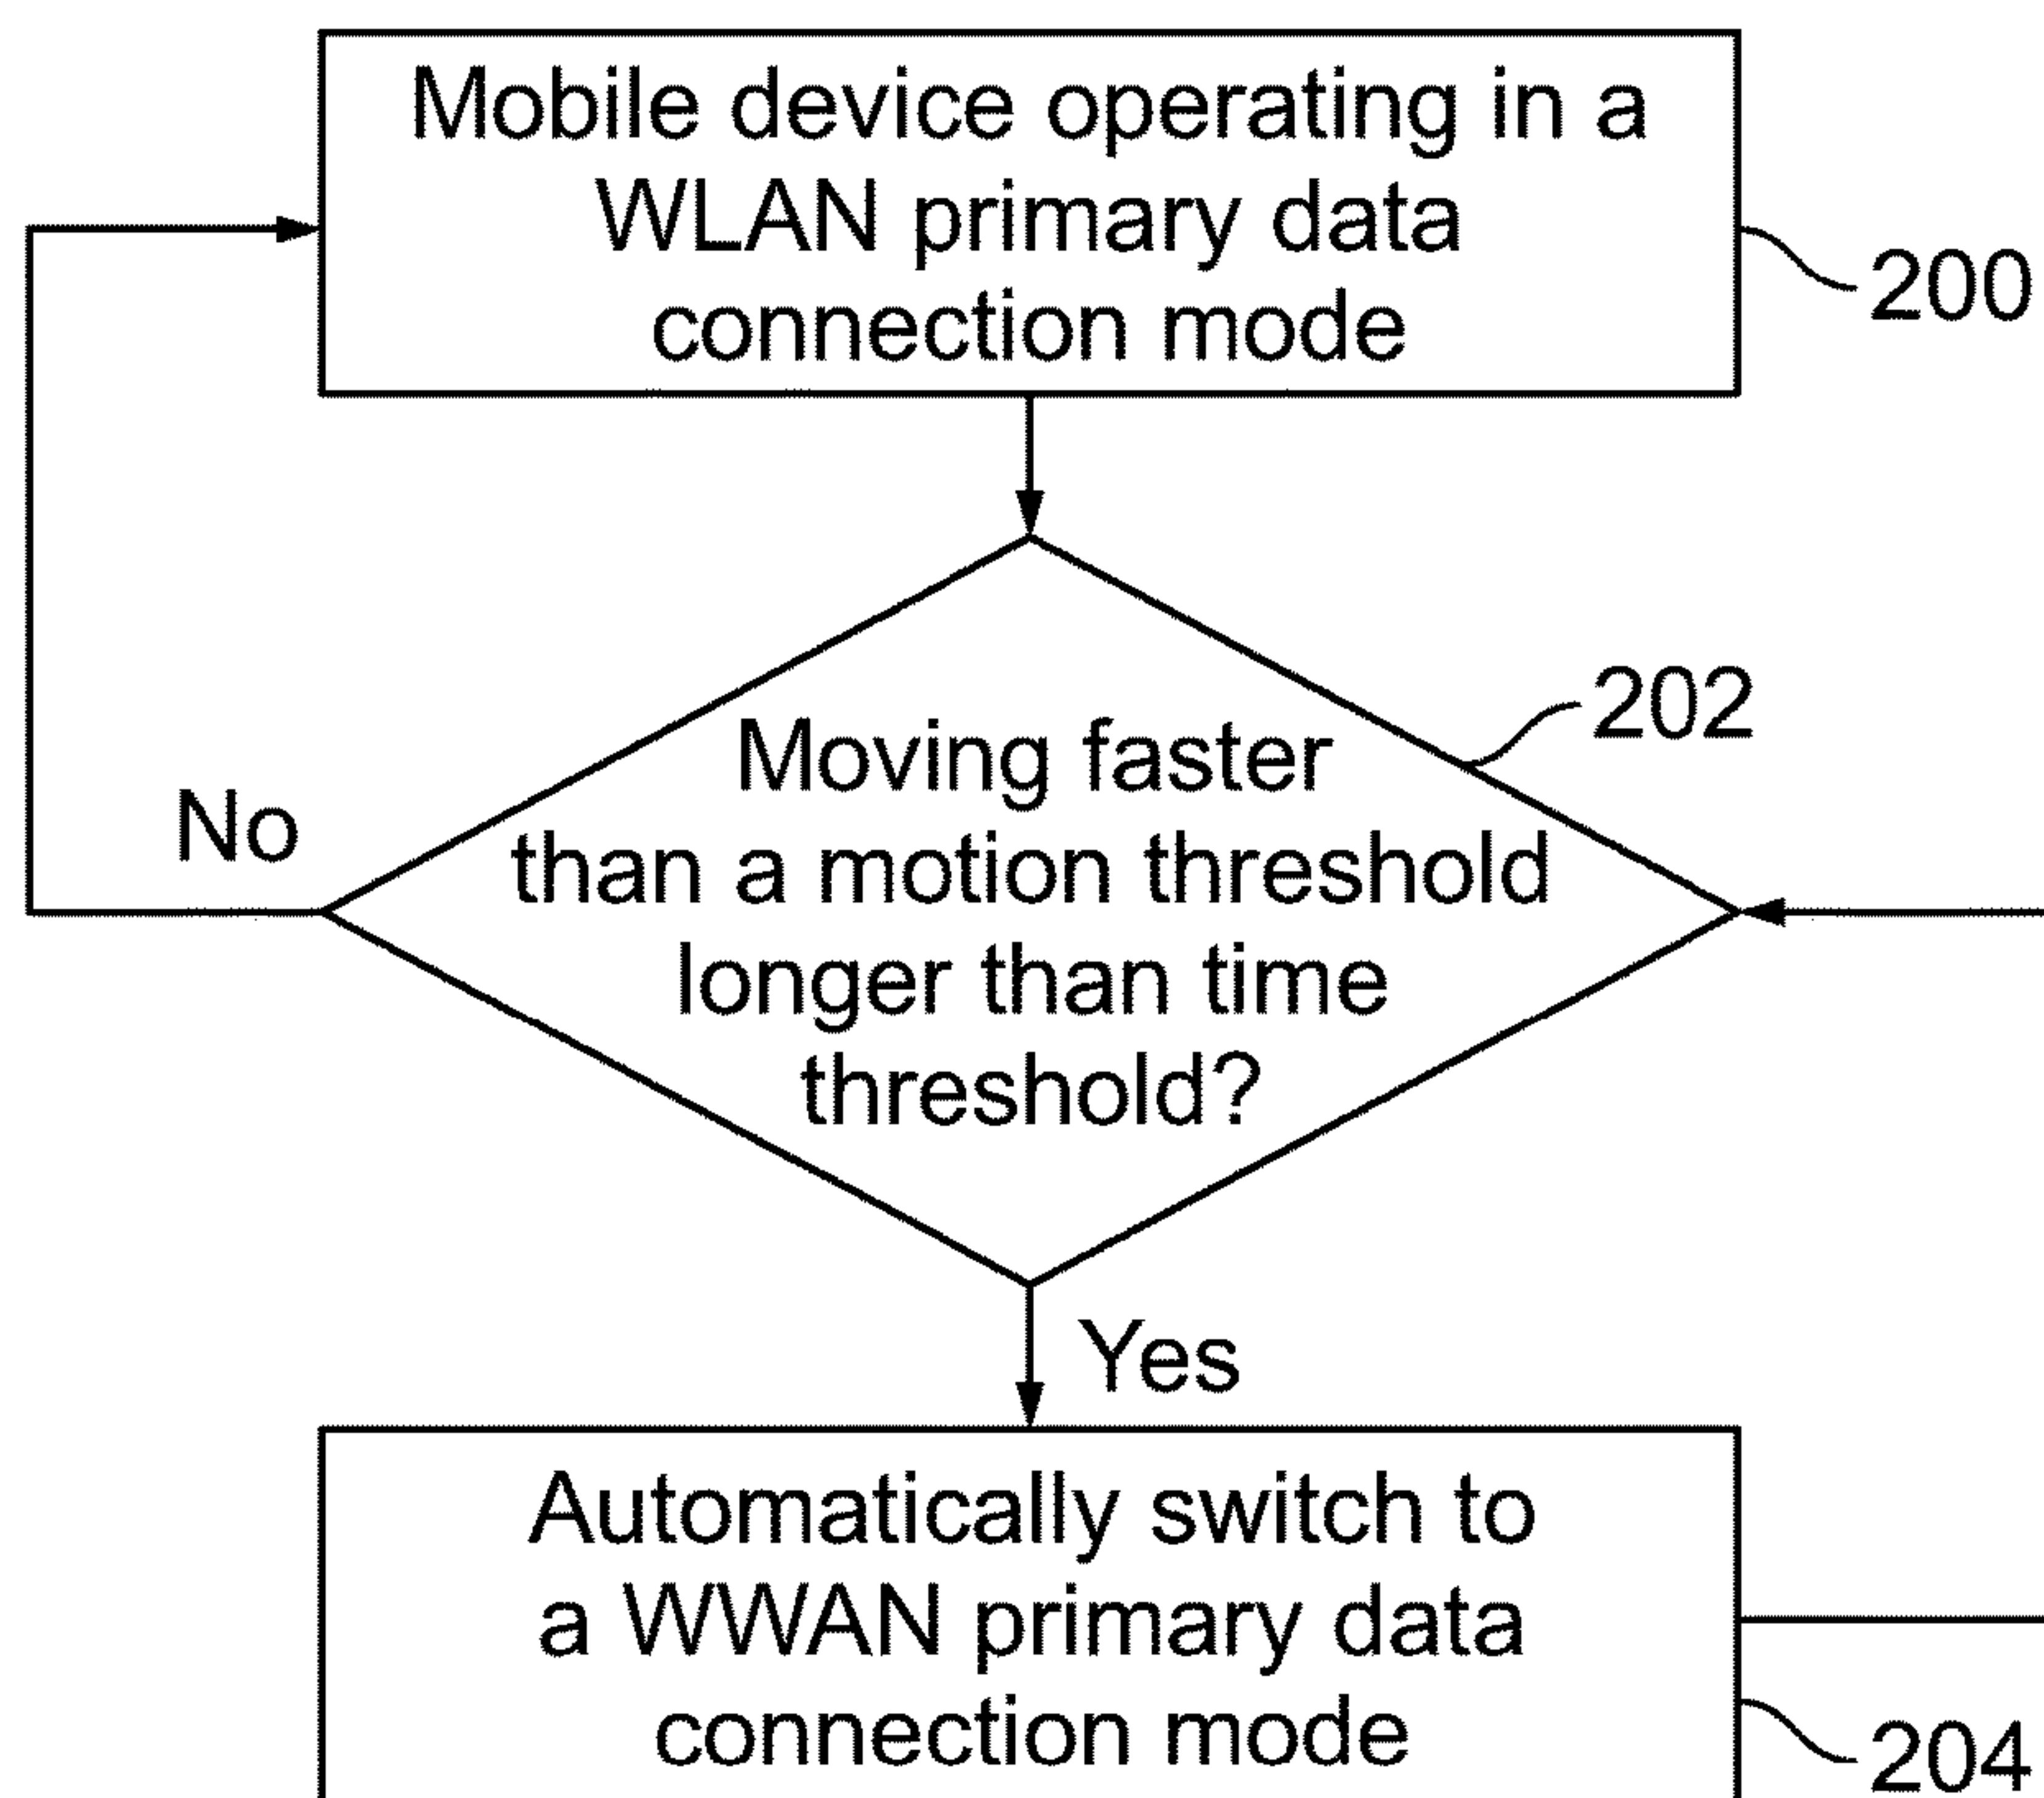 Mobile device operating in a
WLAN primary data
connection mode
200
202
Moving faster
than a motion threshold
longer than time
threshold?
No
Yes
Automatically switch to
a WWAN primary data
connection mode
204